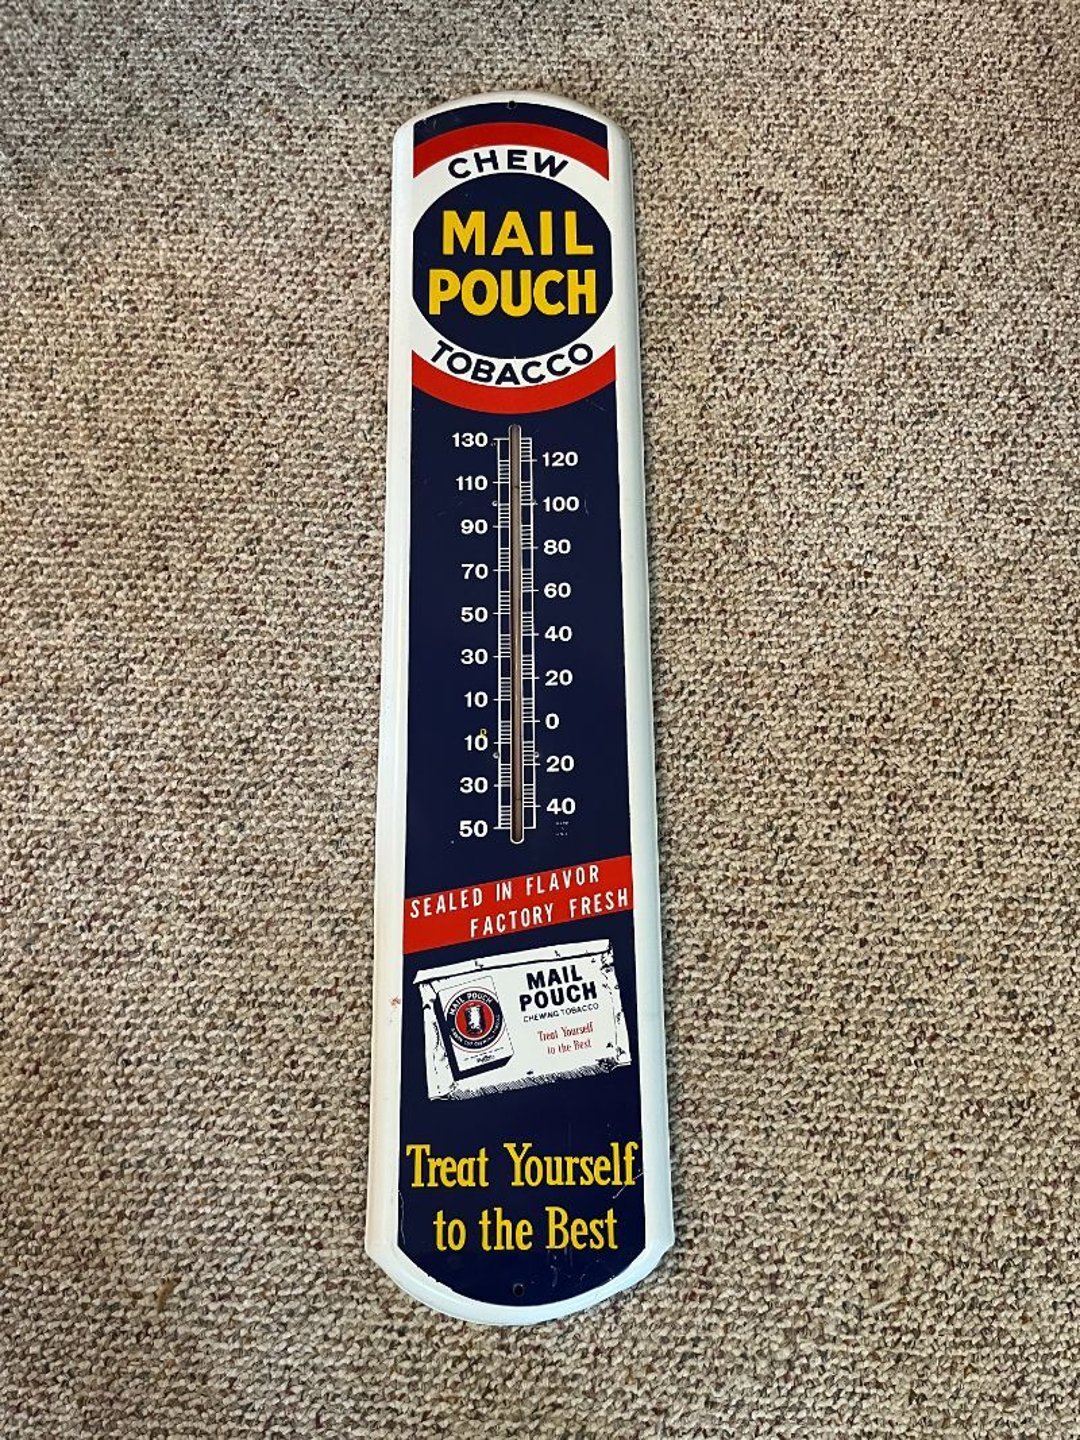 CHEW
MAIL
POUCH
TOBACCO
130
120
110
100
90
80
70
60
50
40
30
20
10
0
10
20
30
40
50
SEALED IN FLAVOR
FACTORY FRESH
MAIL POUCH
MAIL
POUCH
CHEWING TOBACCO
Treat Yourself
to the Best
Treat Yourself
to the Best